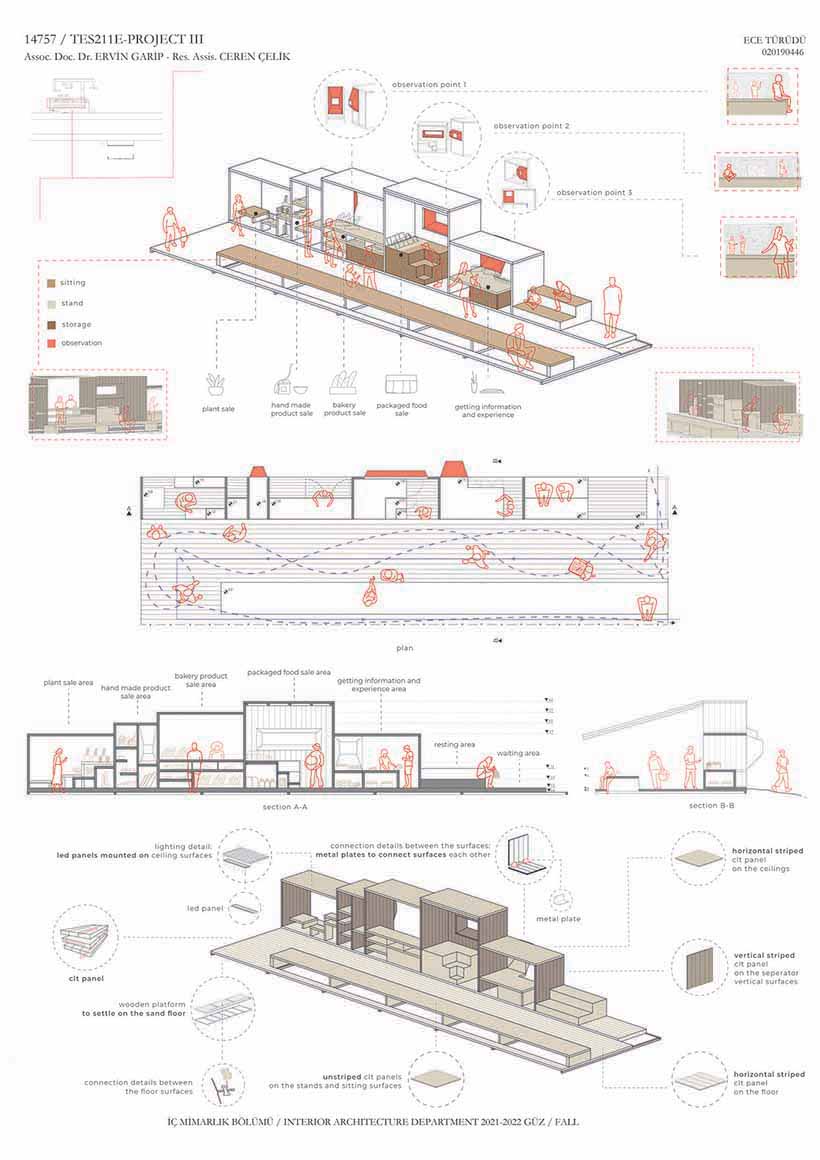 14757 / TES211E-PROJECT III
Assoc. Doc. Dr. ERVİN GARİP - Res. Assis. CEREN ÇELİK
ECE TÜRÜDÜ
020190446
observation point 1
observation point 2
observation point 3
sitting
stand
storage
observation
plant sale
hand made
product sale
bakery
product sale
packaged food
sale
getting information
and experience
A
A
plan
plant sale area
hand made product
sale area
bakery product
sale area
packaged food sale area
getting information and
experience area
resting area
waiting area
section A-A
section B-B
lighting detail:
led panels mounted on ceiling surfaces
led panel
clt panel
wooden platform
to settle on the sand floor
connection details between
the floor surfaces
connection details between the surfaces:
metal plates to connect surfaces each other
metal plate
horizontal striped
clt panel
on the ceilings
vertical striped
clt panel
on the seperator
vertical surfaces
unstriped clt panels
on the stands and sitting surfaces
horizontal striped
clt panel
on the floor
İÇ MİMARLIK BÖLÜMÜ / INTERIOR ARCHITECTURE DEPARTMENT 2021-2022 GÜZ / FALL